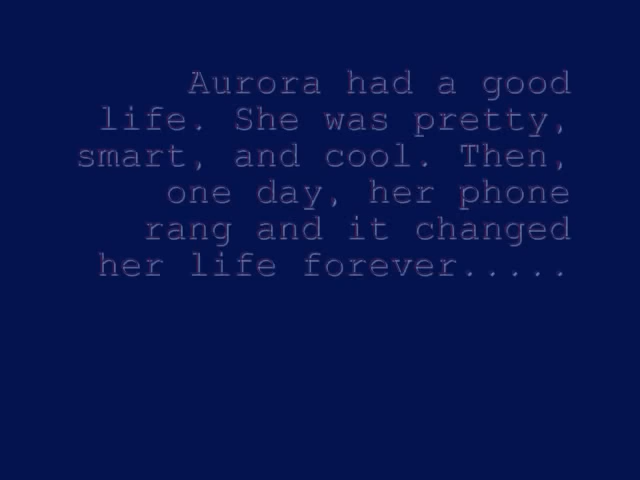 Aurora had a good
life. She was pretty,
smart, and cool. Then,
one day, her phone
rang and it changed
her life forever.....